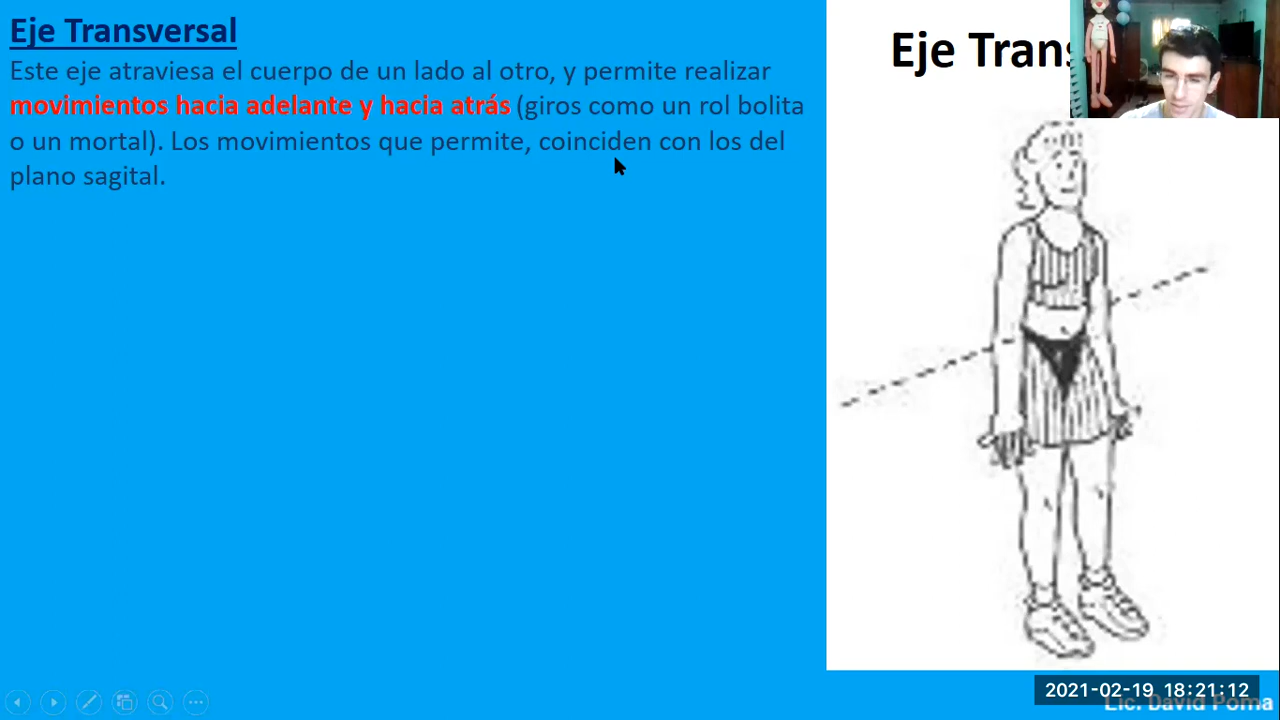 Eje Transversal
Este eje atraviesa el cuerpo de un lado al otro, y permite realizar
movimientos hacia adelante y hacia atrás (giros como un rol bolita
o un mortal). Los movimientos que permite, coinciden con los del
plano sagital.
Eje Trans
2021-02-19 18:21:12
Lic. David Poma